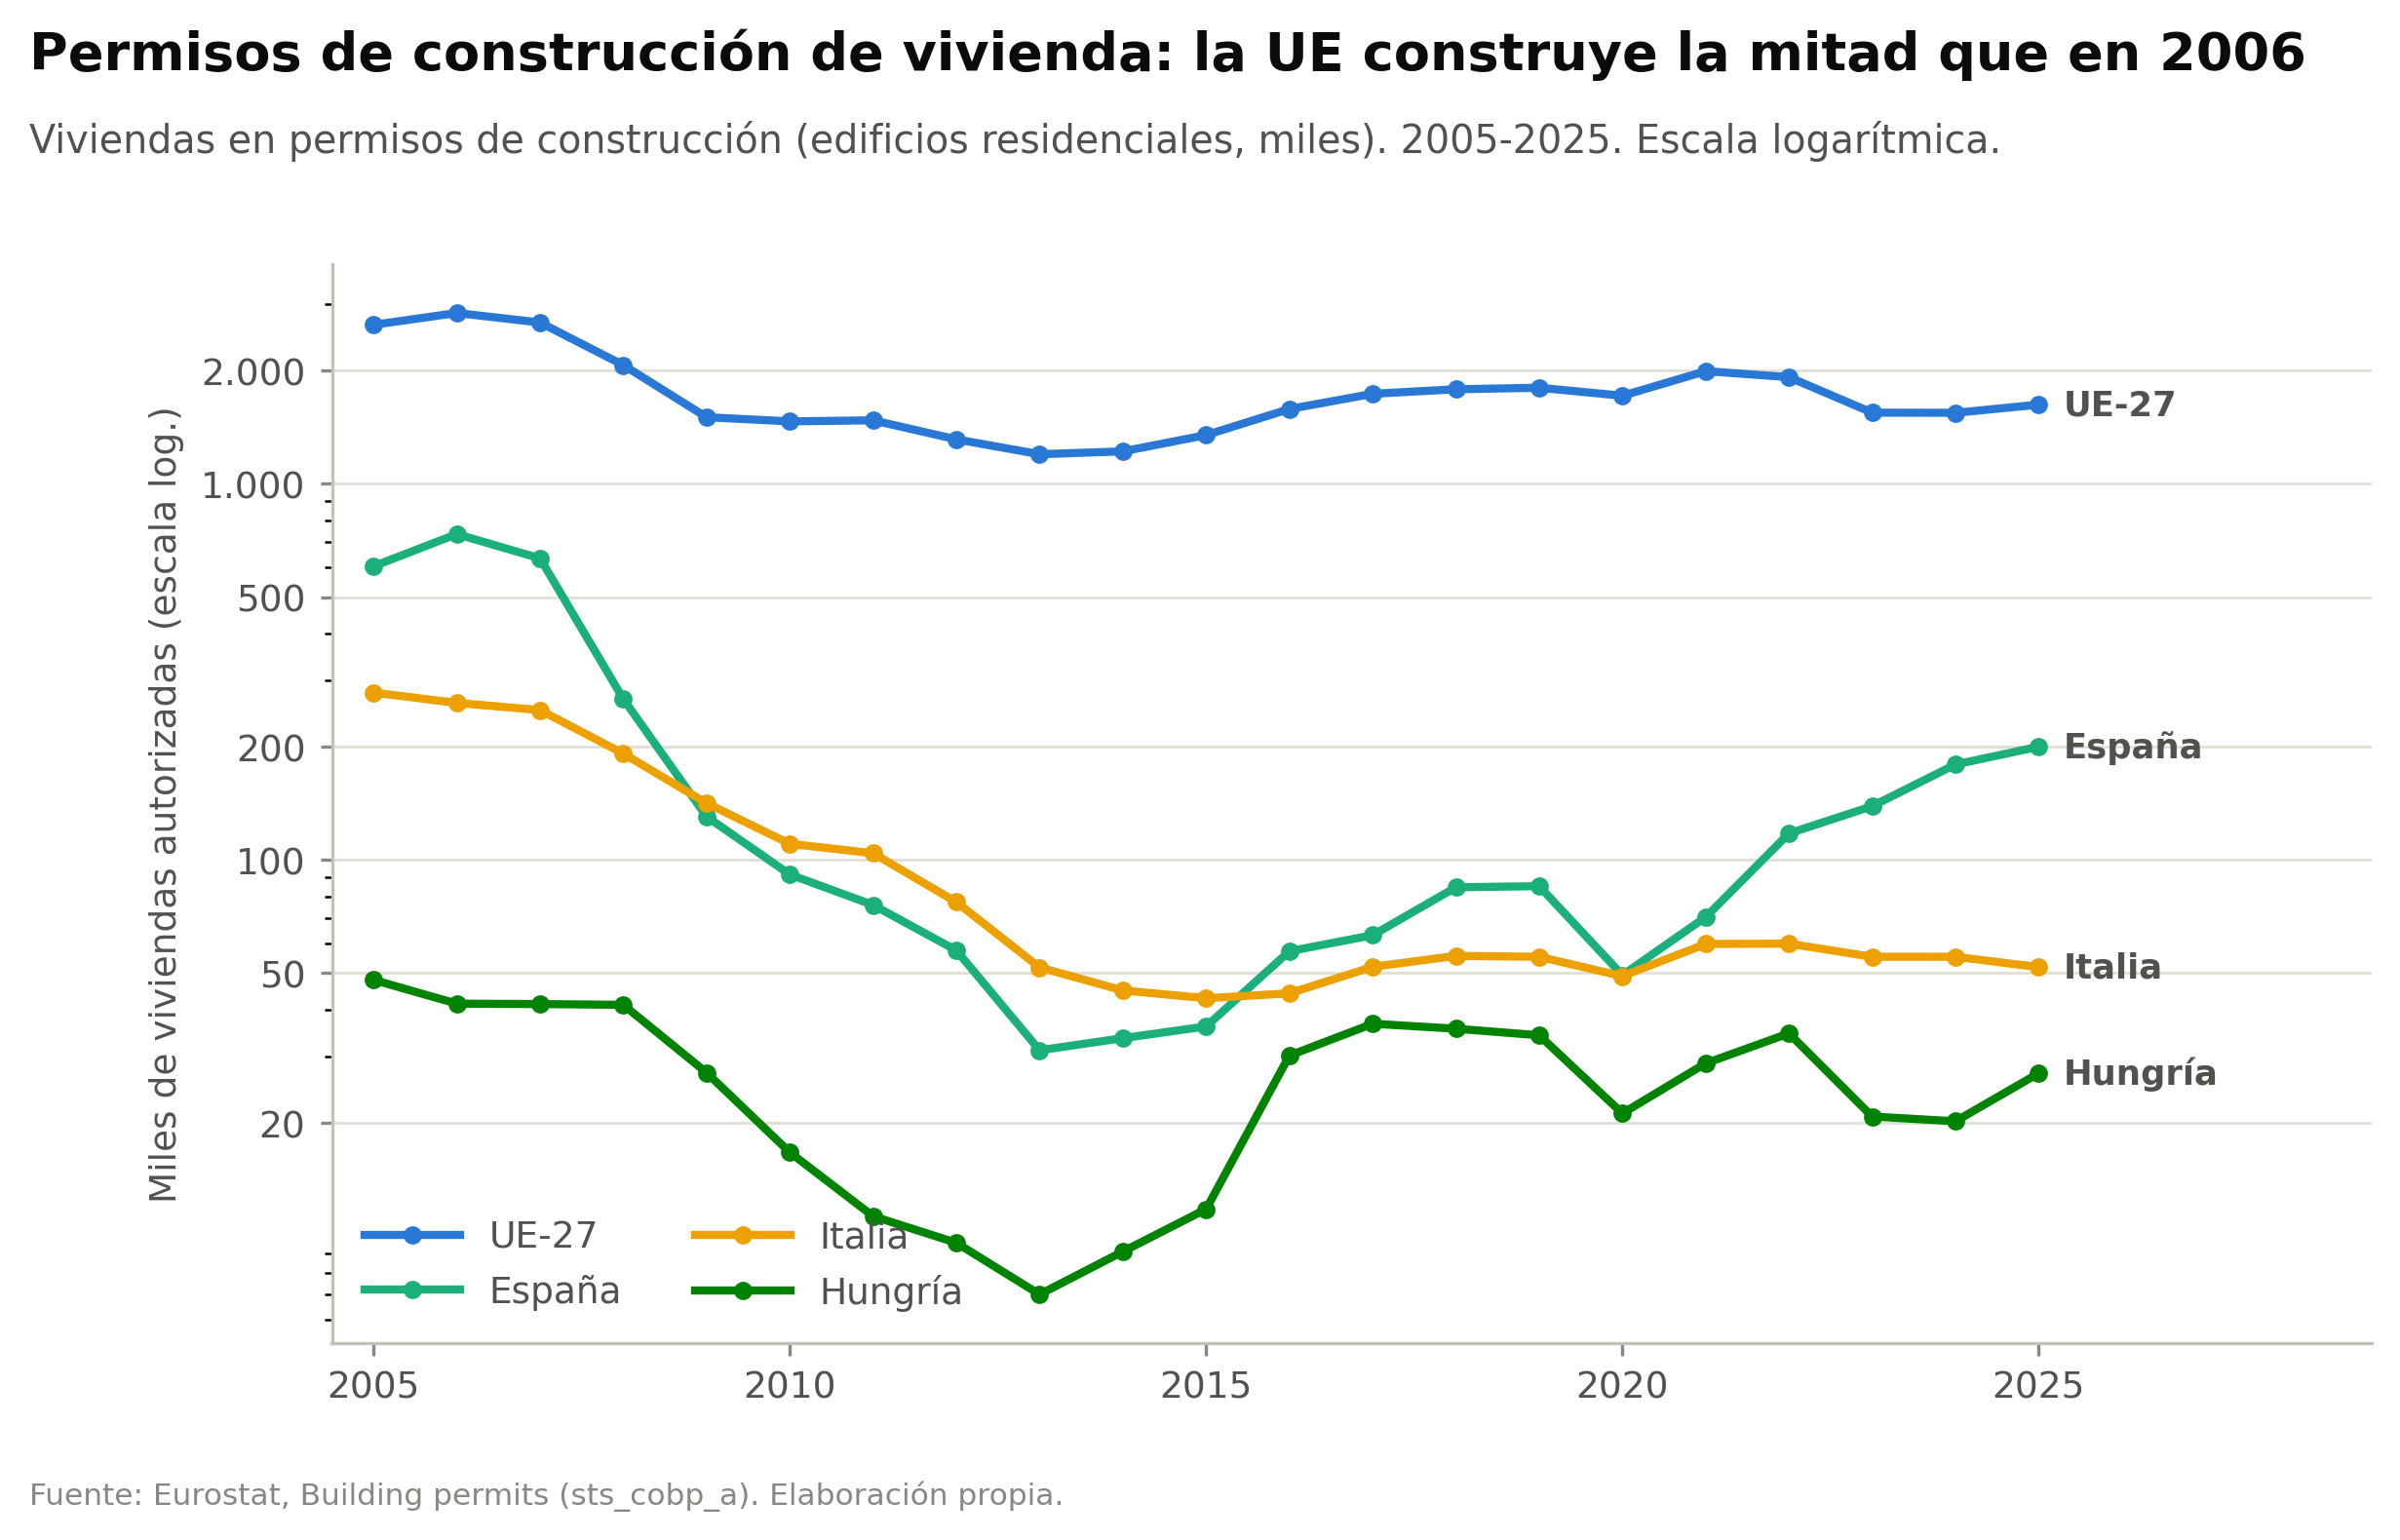 Permisos de construcción de vivienda: la UE construye la mitad que en 2006
Viviendas en permisos de construcción (edificios residenciales, miles). 2005-2025. Escala logarítmica.
Miles de viviendas autorizadas (escala log.)
2.000
1.000
500
200
100
50
20
UE-27
España
Italia
Hungría
UE-27
Italia
España
Hungría
2005
2010
2015
2020
2025
Fuente: Eurostat, Building permits (sts_cobp_a). Elaboración propia.